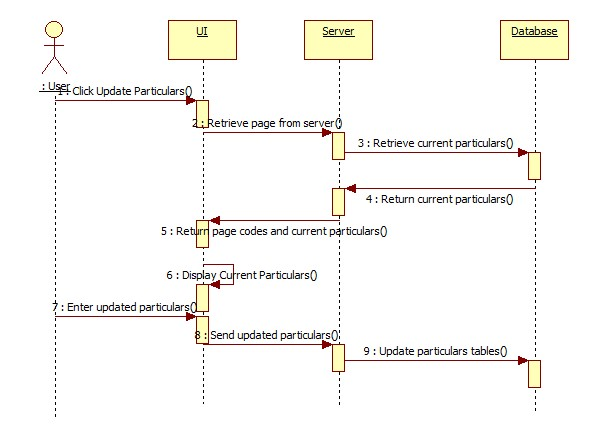 UI
Server
Database
: User
1 : Click Update Particulars()
2 : Retrieve page from server()
3 : Retrieve current particulars()
4 : Return current particulars()
5 : Return page codes and current particulars()
6 : Display Current Particulars()
7 : Enter updated particulars()
8 : Send updated particulars()
9 : Update particulars tables()